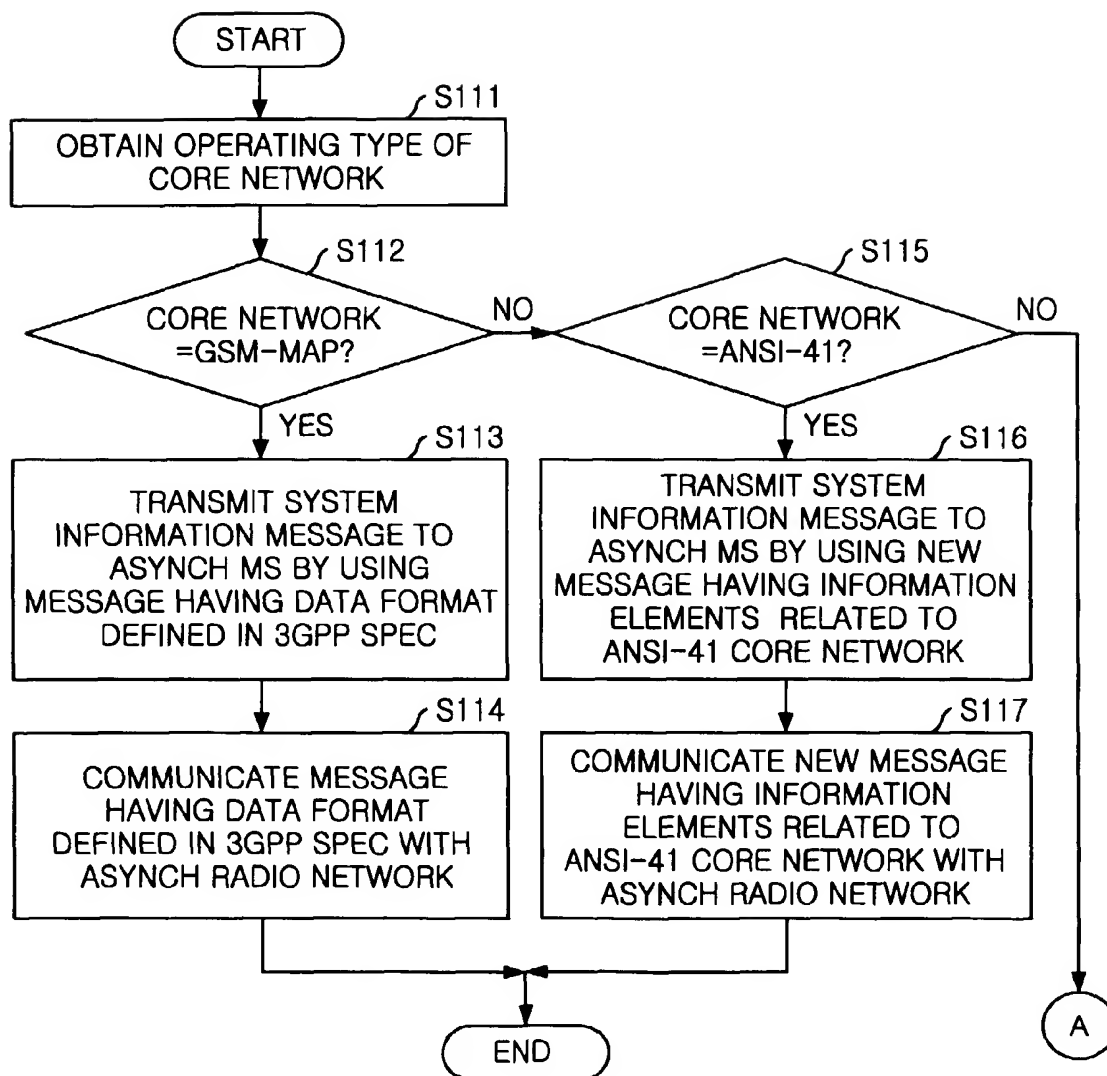 START
S111
OBTAIN OPERATING TYPE OF
CORE NETWORK
S112
CORE NETWORK
=GSM-MAP?
NO
S115
CORE NETWORK
=ANSI-41?
NO
YES
S113
TRANSMIT SYSTEM
INFORMATION MESSAGE TO
ASYNCH MS BY USING
MESSAGE HAVING DATA FORMAT
DEFINED IN 3GPP SPEC
YES
S116
TRANSMIT SYSTEM
INFORMATION MESSAGE TO
ASYNCH MS BY USING NEW
MESSAGE HAVING INFORMATION
ELEMENTS RELATED TO
ANSI-41 CORE NETWORK
S114
COMMUNICATE MESSAGE
HAVING DATA FORMAT
DEFINED IN 3GPP SPEC WITH
ASYNCH RADIO NETWORK
S117
COMMUNICATE NEW MESSAGE
HAVING INFORMATION
ELEMENTS RELATED TO
ANSI-41 CORE NETWORK WITH
ASYNCH RADIO NETWORK
A
END